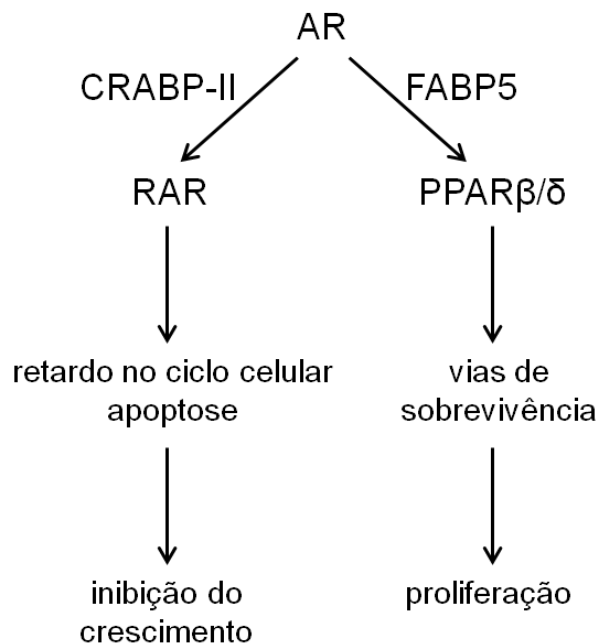 AR
CRABP-II
FABP5
RAR
PPARβ/δ
retardo no ciclo celular
apoptose
vias de
sobrevivência
inibição do
crescimento
proliferação